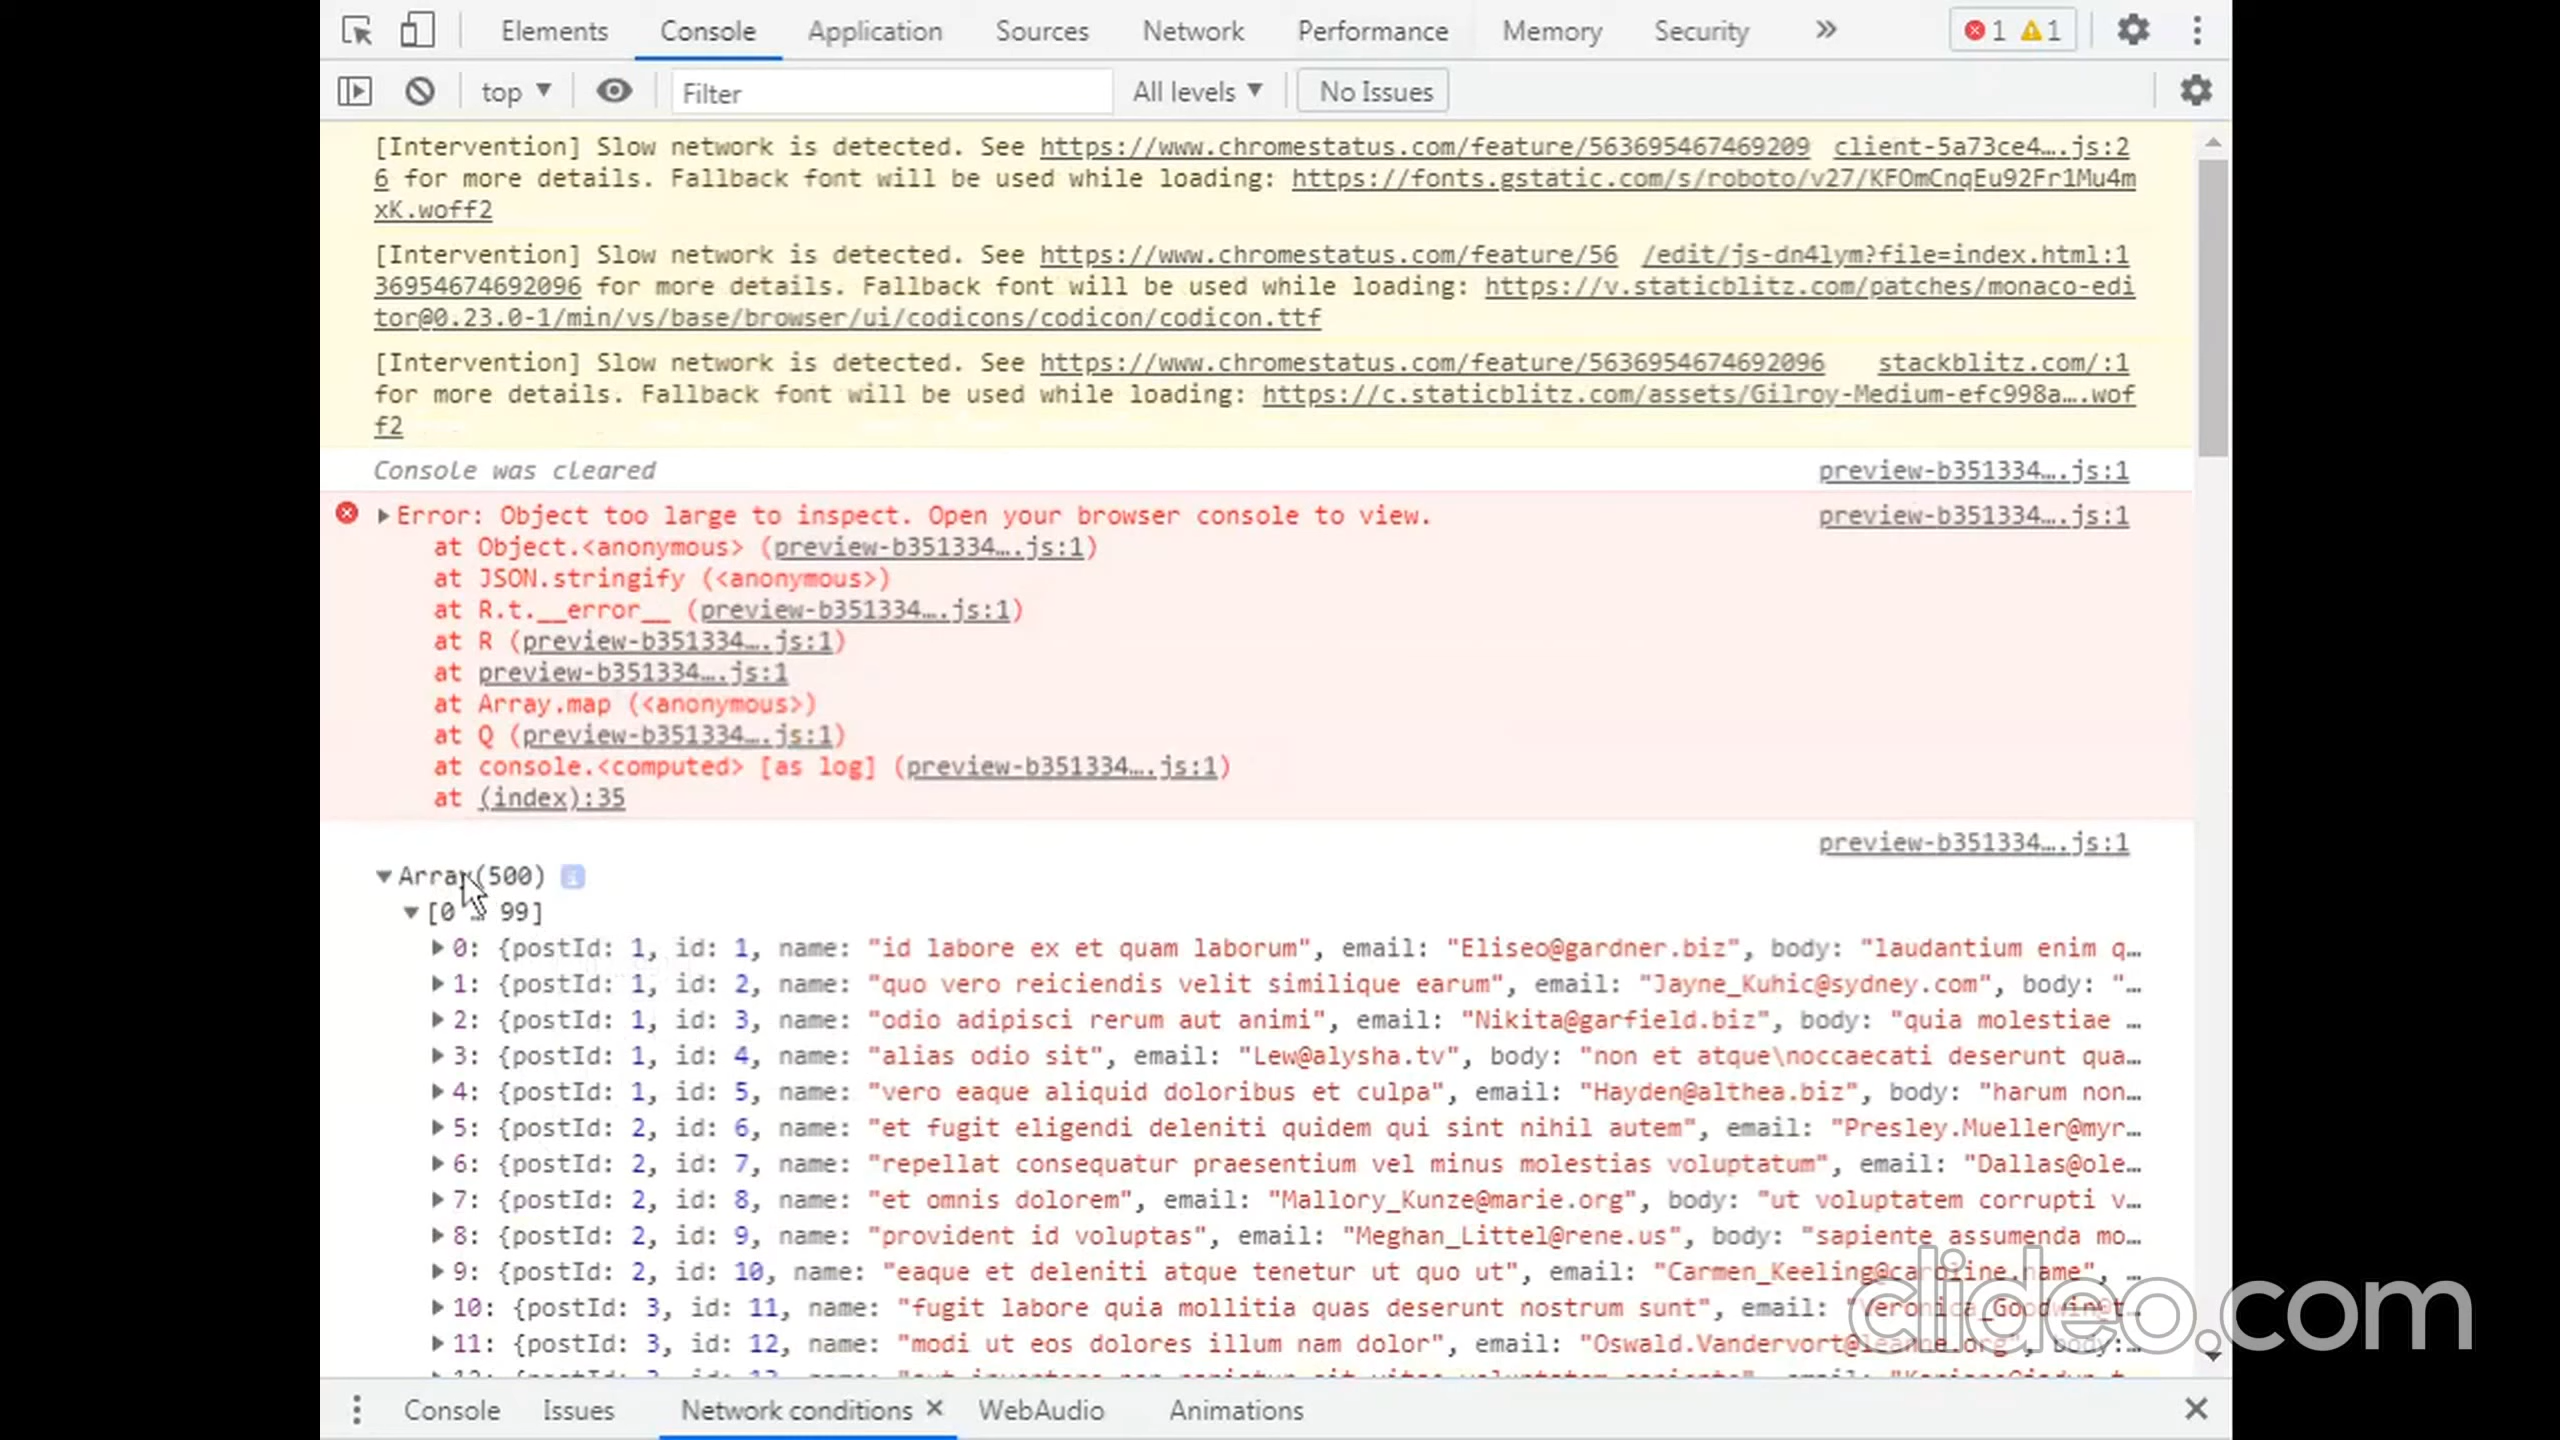 Elements Console Application Sources Network Performance Memory Security 1 1
top Filter All levels No Issues
[Intervention] Slow network is detected. See https://www.chromestatus.com/feature/563695467469209 client-5a73ce4….js:2
6 for more details. Fallback font will be used while loading: https://fonts.gstatic.com/s/roboto/v27/KFOmCnqEu92Fr1Mu4m
xK.woff2
[Intervention] Slow network is detected. See https://www.chromestatus.com/feature/56 /edit/js-dn4lym?file=index.html:1
36954674692096 for more details. Fallback font will be used while loading: https://v.staticblitz.com/patches/monaco-edi
tor@0.23.0-1/min/vs/base/browser/ui/codicons/codicon/codicon.ttf
[Intervention] Slow network is detected. See https://www.chromestatus.com/feature/5636954674692096 stackblitz.com/:1
for more details. Fallback font will be used while loading: https://c.staticblitz.com/assets/Gilroy-Medium-efc998a….wof
f2
Console was cleared preview-b351334….js:1
Error: Object too large to inspect. Open your browser console to view. preview-b351334….js:1
at Object.<anonymous> (preview-b351334….js:1)
at JSON.stringify (<anonymous>)
at R.t.__error__ (preview-b351334….js:1)
at R (preview-b351334….js:1)
at preview-b351334….js:1
at Array.map (<anonymous>)
at Q (preview-b351334….js:1)
at console.<computed> [as log] (preview-b351334….js:1)
at (index):35
preview-b351334….js:1
Array(500)
[0 … 99]
0: {postId: 1, id: 1, name: "id labore ex et quam laborum", email: "Eliseo@gardner.biz", body: "laudantium enim q…
1: {postId: 1, id: 2, name: "quo vero reiciendis velit similique earum", email: "Jayne_Kuhic@sydney.com", body: "…
2: {postId: 1, id: 3, name: "odio adipisci rerum aut animi", email: "Nikita@garfield.biz", body: "quia molestiae …
3: {postId: 1, id: 4, name: "alias odio sit", email: "Lew@alysha.tv", body: "non et atque\noccaecati deserunt qua…
4: {postId: 1, id: 5, name: "vero eaque aliquid doloribus et culpa", email: "Hayden@althea.biz", body: "harum non…
5: {postId: 2, id: 6, name: "et fugit eligendi deleniti quidem qui sint nihil autem", email: "Presley.Mueller@myr…
6: {postId: 2, id: 7, name: "repellat consequatur praesentium vel minus molestias voluptatum", email: "Dallas@ole…
7: {postId: 2, id: 8, name: "et omnis dolorem", email: "Mallory_Kunze@marie.org", body: "ut voluptatem corrupti v…
8: {postId: 2, id: 9, name: "provident id voluptas", email: "Meghan_Littel@rene.us", body: "sapiente assumenda mo…
9: {postId: 2, id: 10, name: "eaque et deleniti atque tenetur ut quo ut", email: "Carmen_Keeling@caroline.name", …
10: {postId: 3, id: 11, name: "fugit labore quia mollitia quas deserunt nostrum sunt", email: "Veronica_Goodwin@t…
11: {postId: 3, id: 12, name: "modi ut eos dolores illum nam dolor", email: "Oswald.Vandervort@leanne.org", body:…
clideo.com
Console Issues Network conditions WebAudio Animations